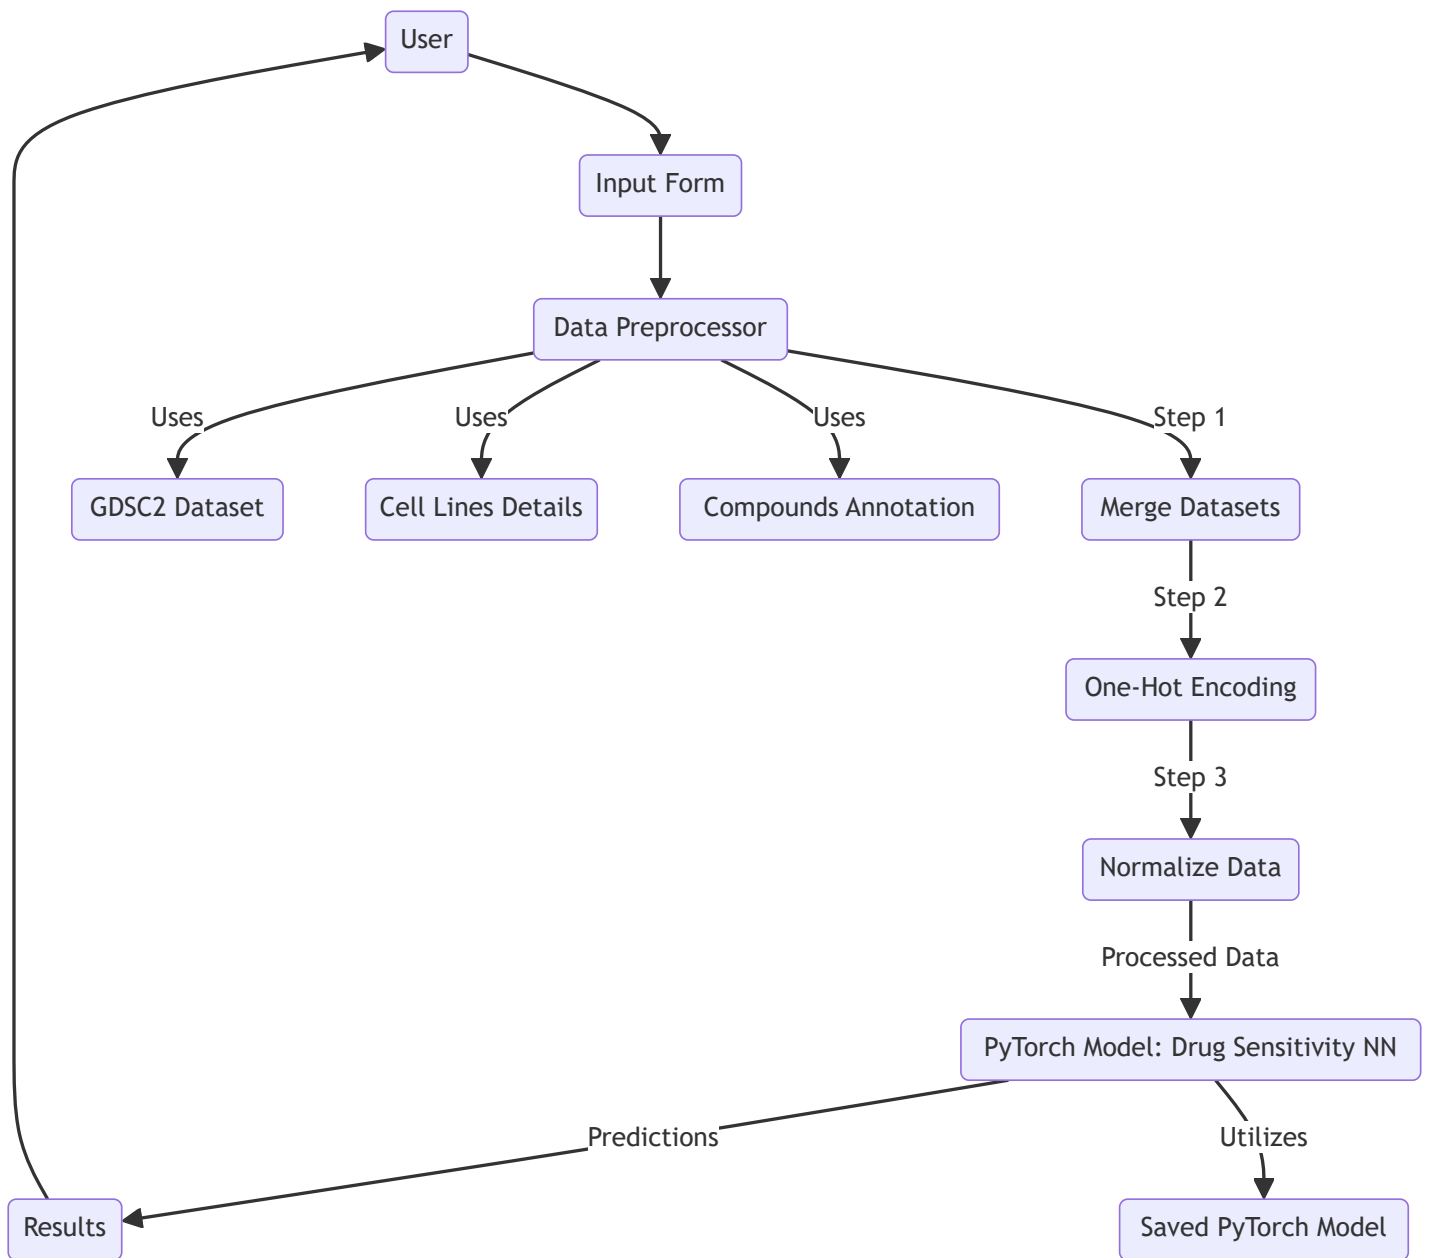 User
Input Form
Data Preprocessor
Uses
Uses
Uses
Step 1
GDSC2 Dataset
Cell Lines Details
Compounds Annotation
Merge Datasets
Step 2
One-Hot Encoding
Step 3
Normalize Data
Processed Data
PyTorch Model: Drug Sensitivity NN
Predictions
Utilizes
Results
Saved PyTorch Model